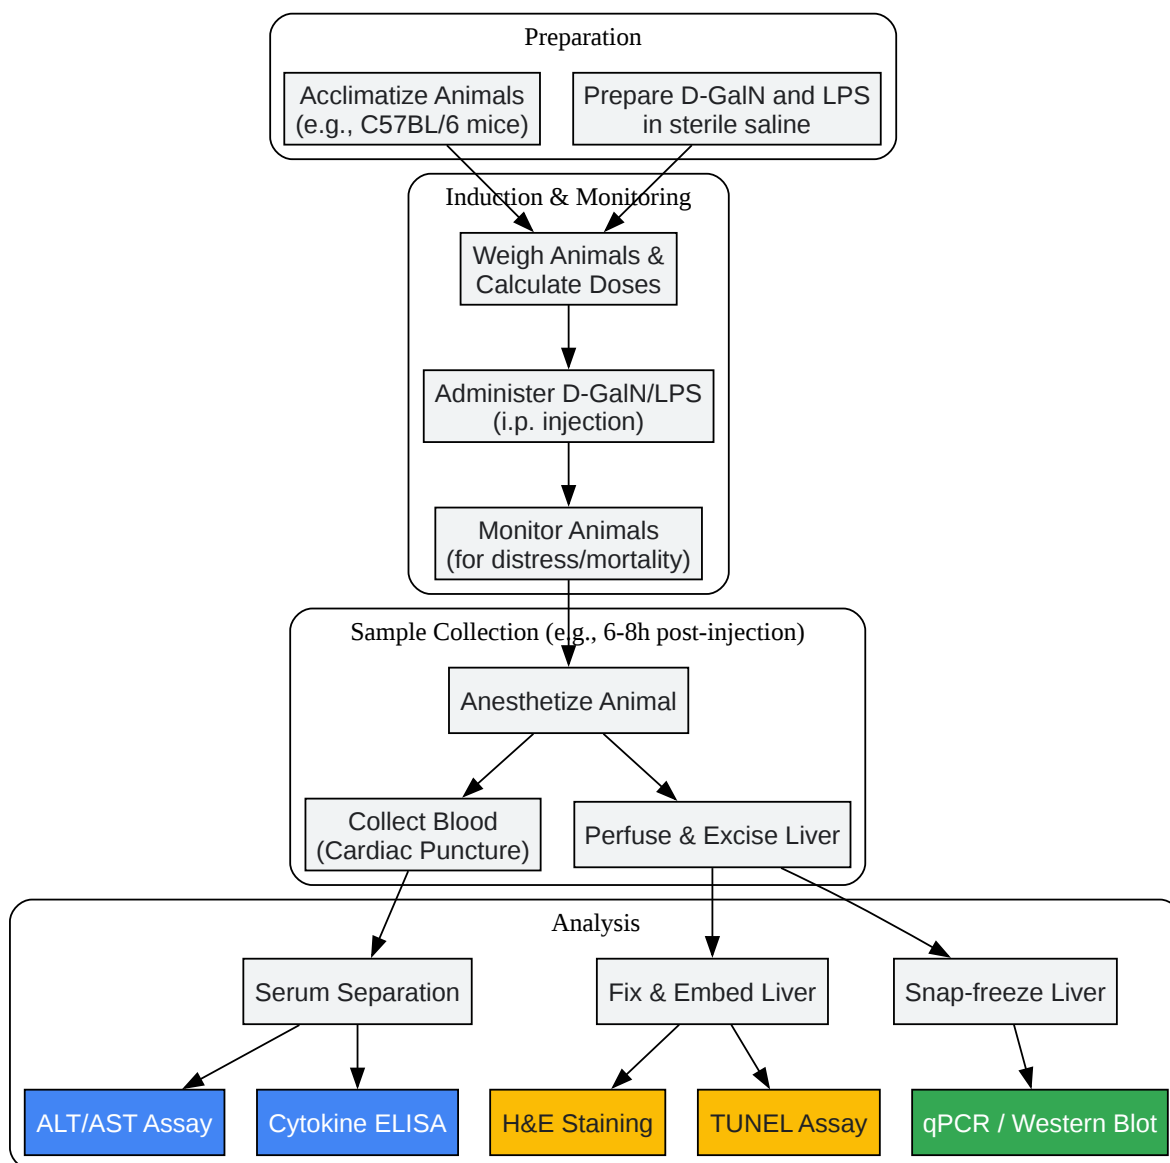 Preparation
Acclimatize Animals
(e.g., C57BL/6 mice)
Prepare D-GalN and LPS
in sterile saline
Induction & Monitoring
Weigh Animals &
Calculate Doses
Administer D-GalN/LPS
(i.p. injection)
Monitor Animals
(for distress/mortality)
Sample Collection (e.g., 6-8h post-injection)
Anesthetize Animal
Collect Blood
(Cardiac Puncture)
Perfuse & Excise Liver
Analysis
Serum Separation
Fix & Embed Liver
Snap-freeze Liver
ALT/AST Assay
Cytokine ELISA
H&E Staining
TUNEL Assay
qPCR / Western Blot